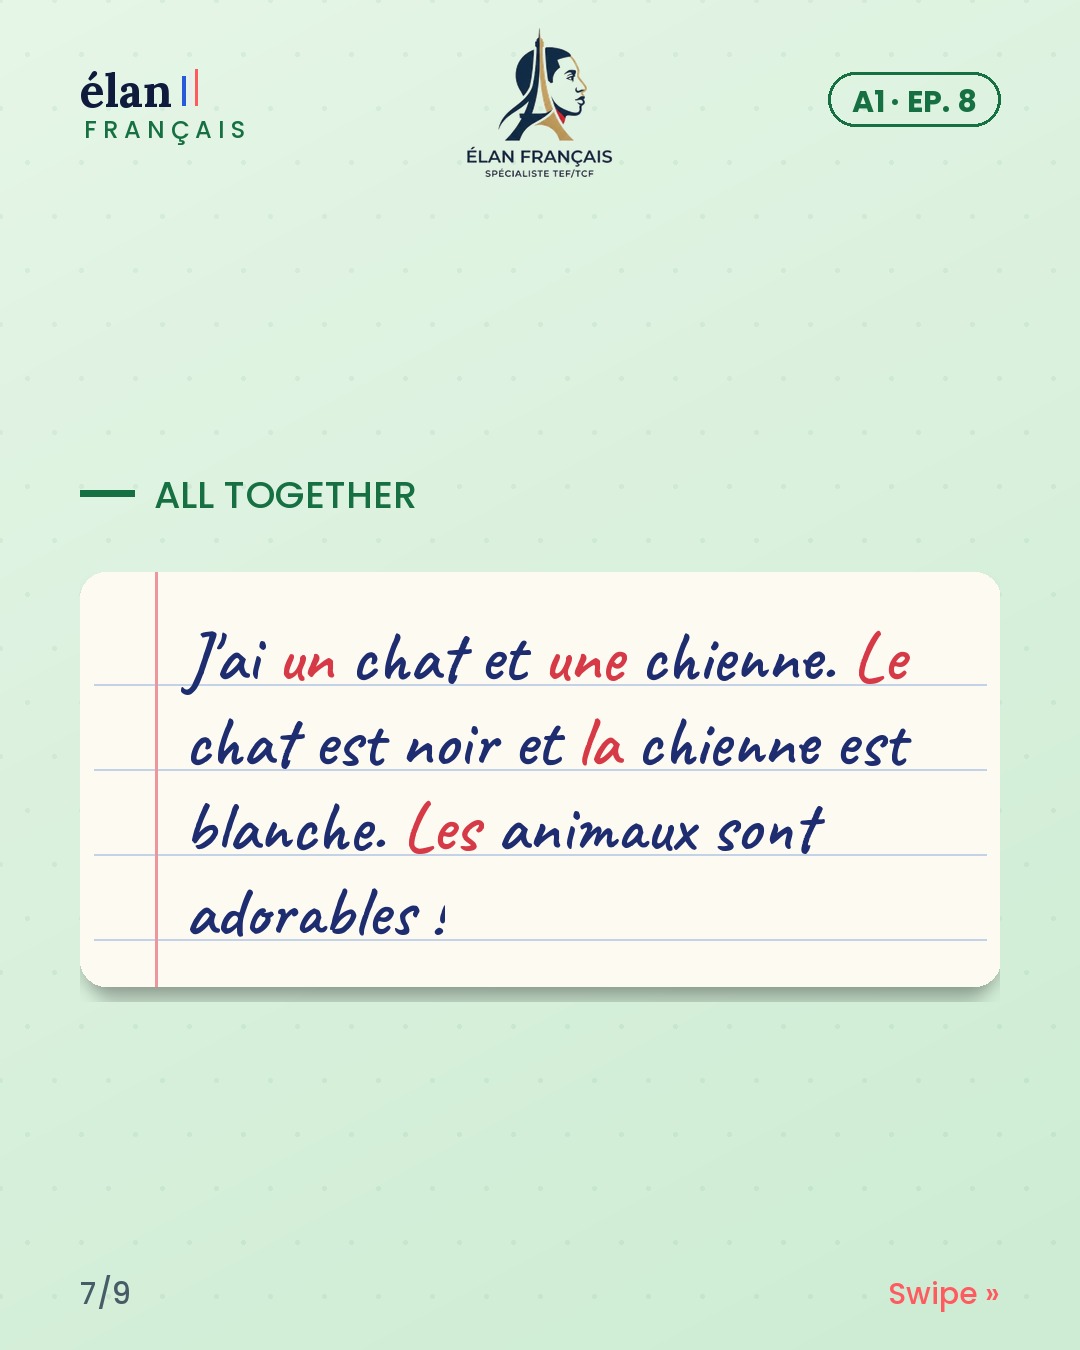 élan
FRANÇAIS
ÉLAN FRANÇAIS
SPÉCIALISTE TEF/TCF
A1 · EP. 8
ALL TOGETHER
J'ai un chat et une chienne. Le
chat est noir et la chienne est
blanche. Les animaux sont
adorables !
7/9
Swipe »